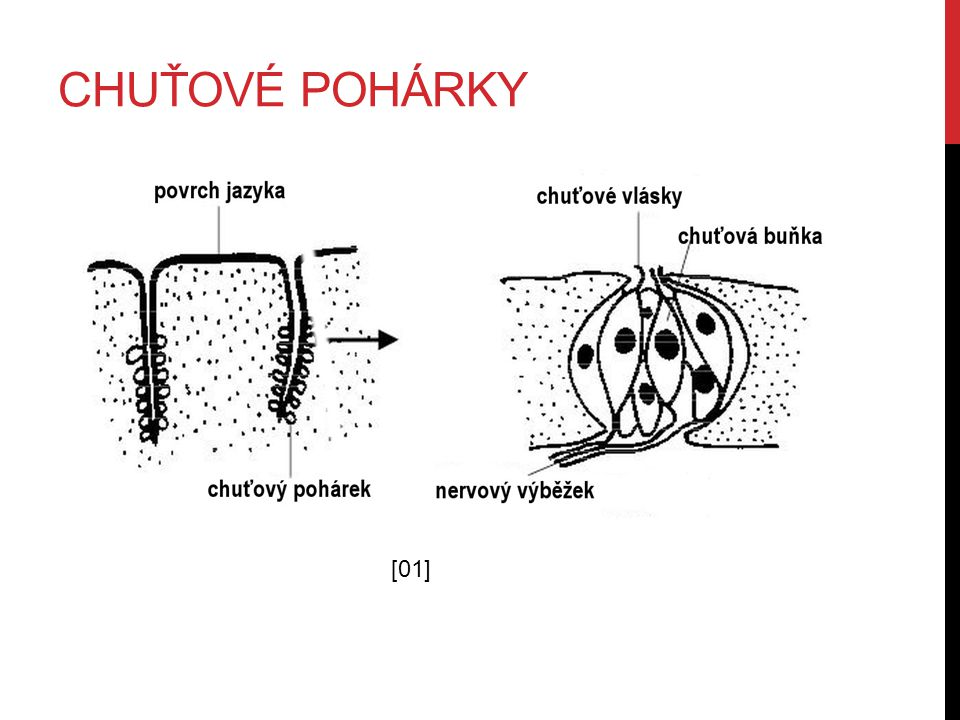 CHUŤOVÉ POHÁRKY
povrch jazyka
chuťové vlásky
chuťová buňka
chuťový pohárek
nervový výběžek
[01]